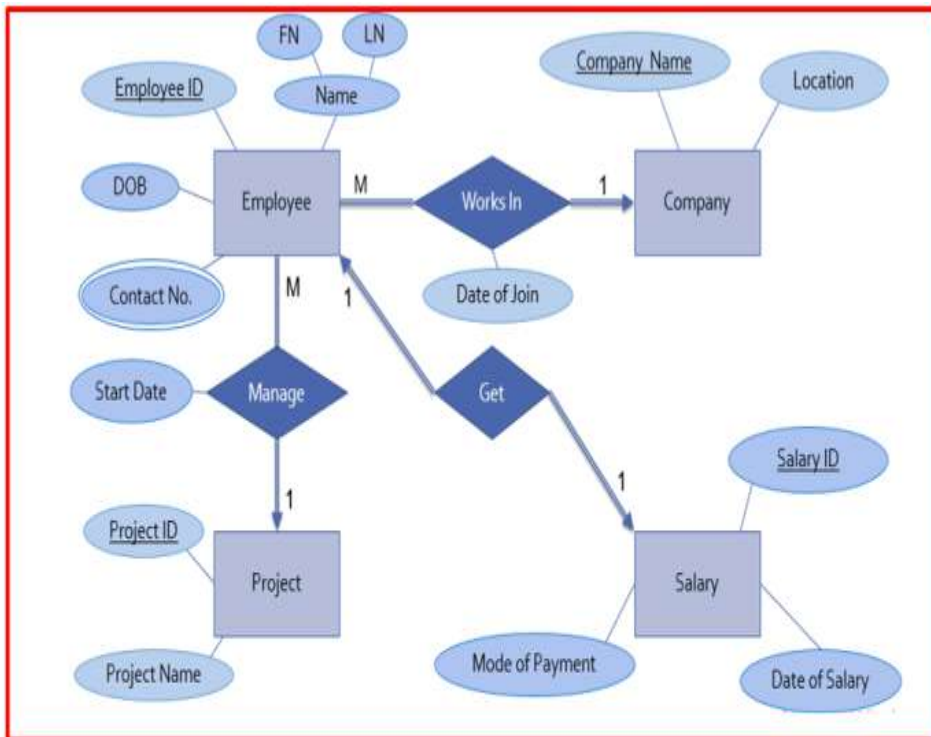 FN
LN
Name
Employee ID
DOB
Contact No.
Employee
M
Works In
1
Company
Company Name
Location
Date of Join
M
1
Start Date
Manage
Get
1
1
Project ID
Project
Project Name
Salary ID
Salary
Mode of Payment
Date of Salary